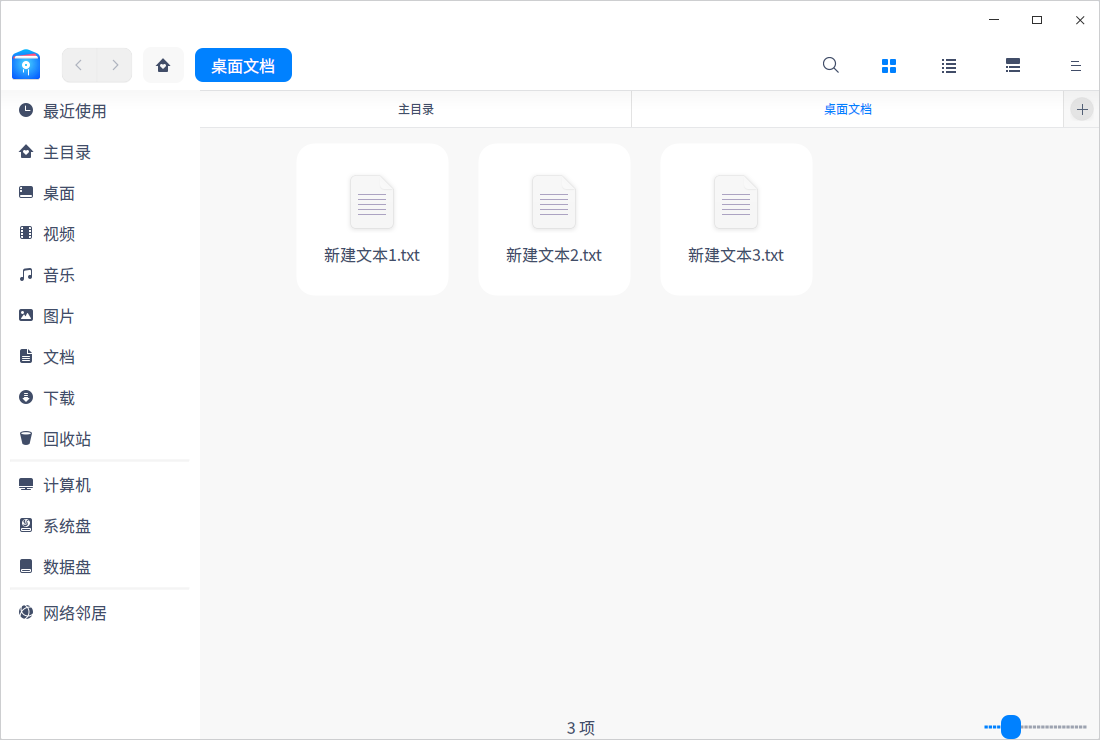 桌面文档
最近使用
主目录
桌面
视频
音乐
图片
文档
下载
回收站
计算机
系统盘
数据盘
网络邻居
主目录
桌面文档
新建文本1.txt
新建文本2.txt
新建文本3.txt
3 项